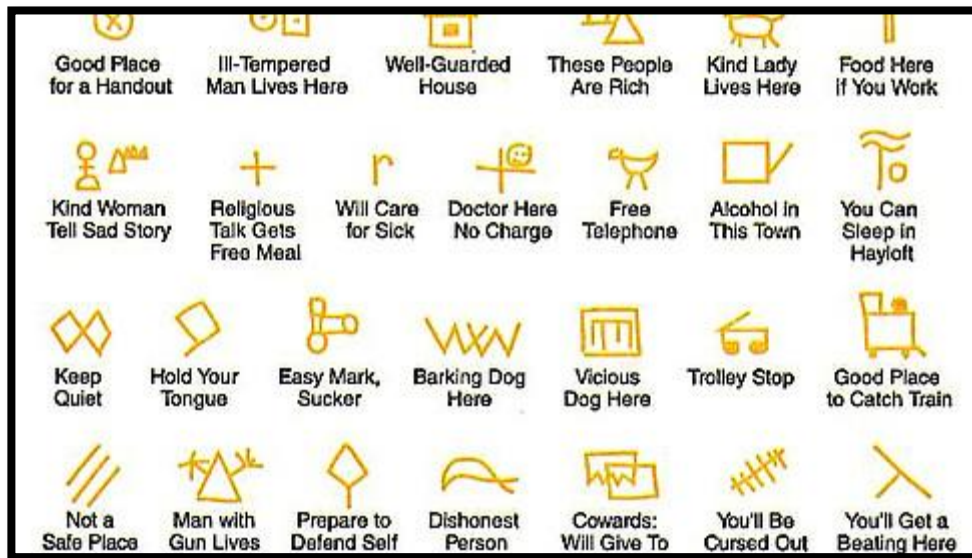 Good Place Ill-Tempered Well-Guarded These People Kind Lady Food Here
for a Handout Man Lives Here House Are Rich Lives Here if You Work
Kind Woman Religious Will Care Doctor Here Free Alcohol in You Can
Tell Sad Story Talk Gets for Sick No Charge Telephone This Town Sleep in
Free Meal Hayloft
Keep Hold Your Easy Mark, Barking Dog Vicious Trolley Stop Good Place
Quiet Tongue Sucker Here Dog Here to Catch Train
Not a Man with Prepare to Dishonest Cowards: You'll Be You'll Get a
Safe Place Gun Lives Defend Self Person Will Give To Cursed Out Beating Here